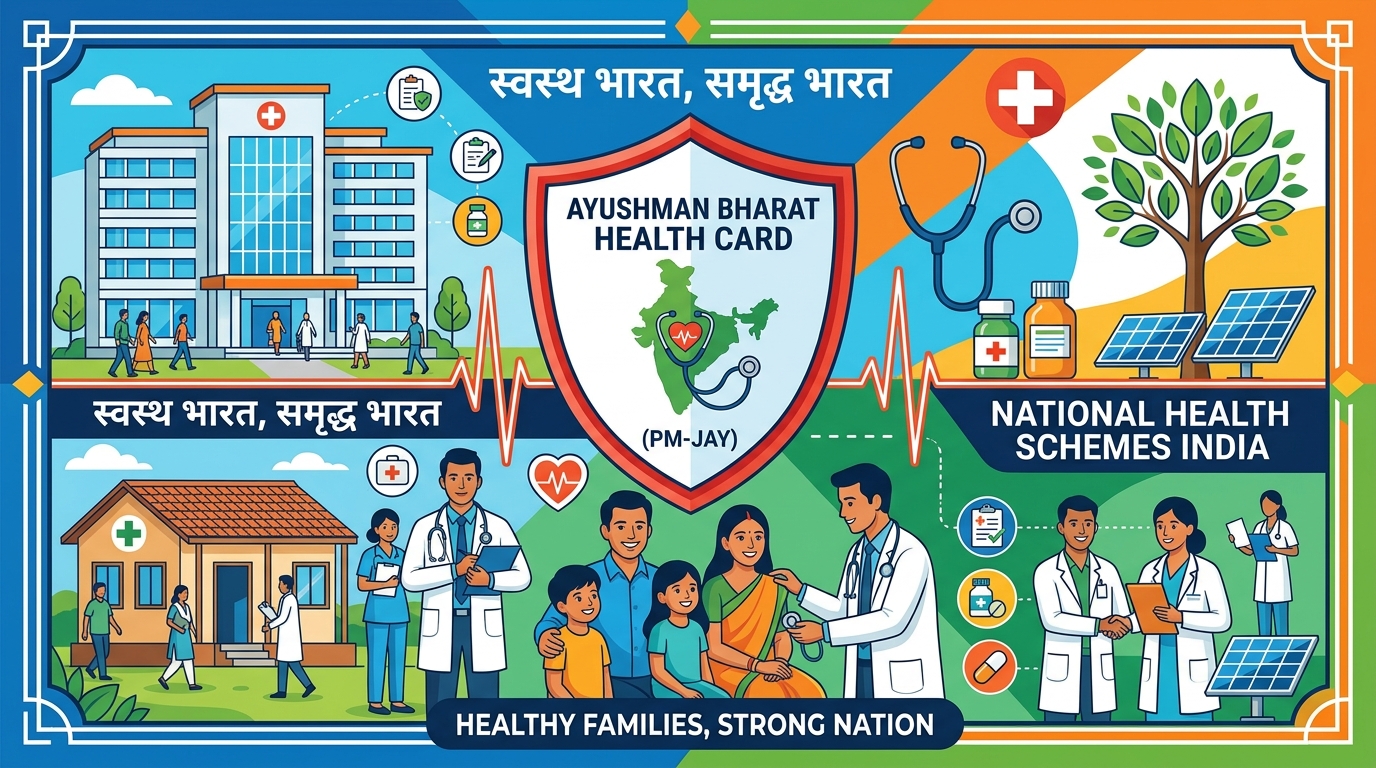 स्वस्थ भारत, समृद्ध भारत
AYUSHMAN BHARAT
HEALTH CARD
(PM-JAY)
स्वस्थ भारत, समृद्ध भारत
NATIONAL HEALTH
SCHEMES INDIA
HEALTHY FAMILIES, STRONG NATION